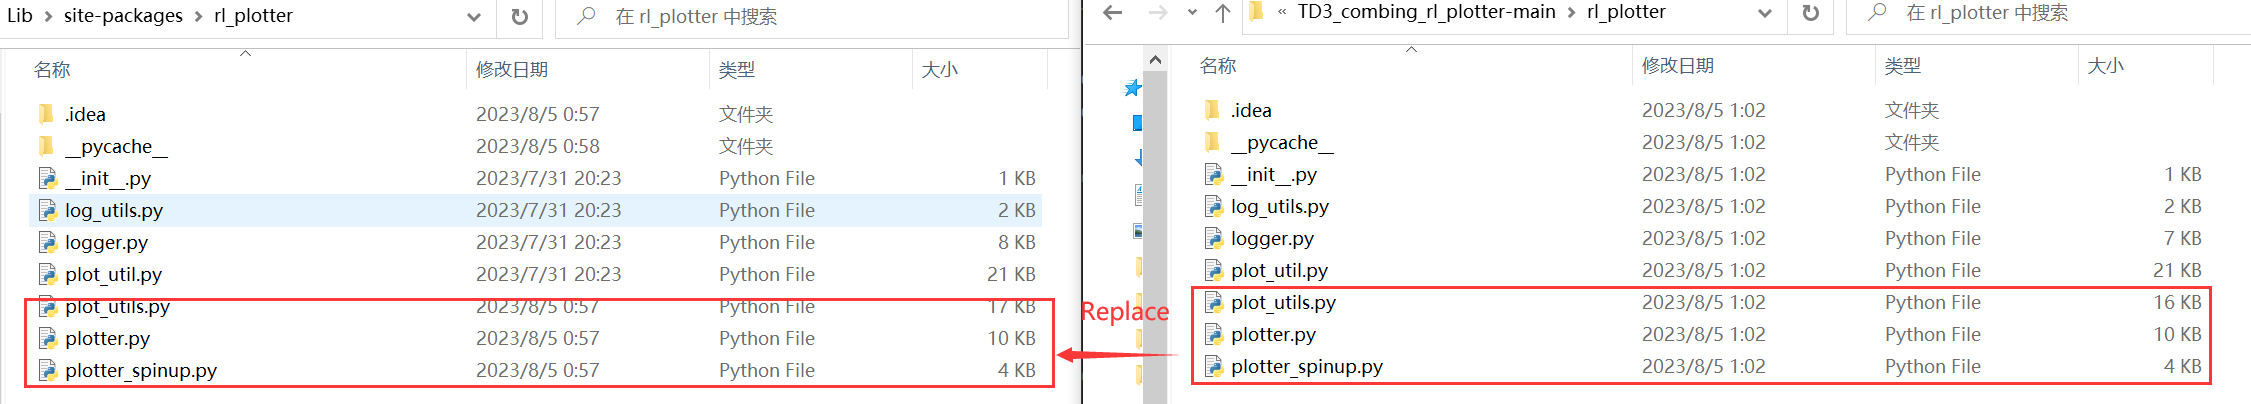 Lib › site-packages › rl_plotter
在 rl_plotter 中搜索
名称 修改日期 类型 大小
.idea 2023/8/5 0:57 文件夹
__pycache__ 2023/8/5 0:58 文件夹
__init__.py 2023/7/31 20:23 Python File 1 KB
log_utils.py 2023/7/31 20:23 Python File 2 KB
logger.py 2023/7/31 20:23 Python File 8 KB
plot_util.py 2023/7/31 20:23 Python File 21 KB
plot_utils.py 2023/8/5 0:57 Python File 17 KB
plotter.py 2023/8/5 0:57 Python File 10 KB
plotter_spinup.py 2023/8/5 0:57 Python File 4 KB
Replace
« TD3_combing_rl_plotter-main › rl_plotter
在 rl_plotter 中搜索
名称 修改日期 类型 大小
.idea 2023/8/5 1:02 文件夹
__pycache__ 2023/8/5 1:02 文件夹
__init__.py 2023/8/5 1:02 Python File 1 KB
log_utils.py 2023/8/5 1:02 Python File 2 KB
logger.py 2023/8/5 1:02 Python File 7 KB
plot_util.py 2023/8/5 1:02 Python File 21 KB
plot_utils.py 2023/8/5 1:02 Python File 16 KB
plotter.py 2023/8/5 1:02 Python File 10 KB
plotter_spinup.py 2023/8/5 1:02 Python File 4 KB